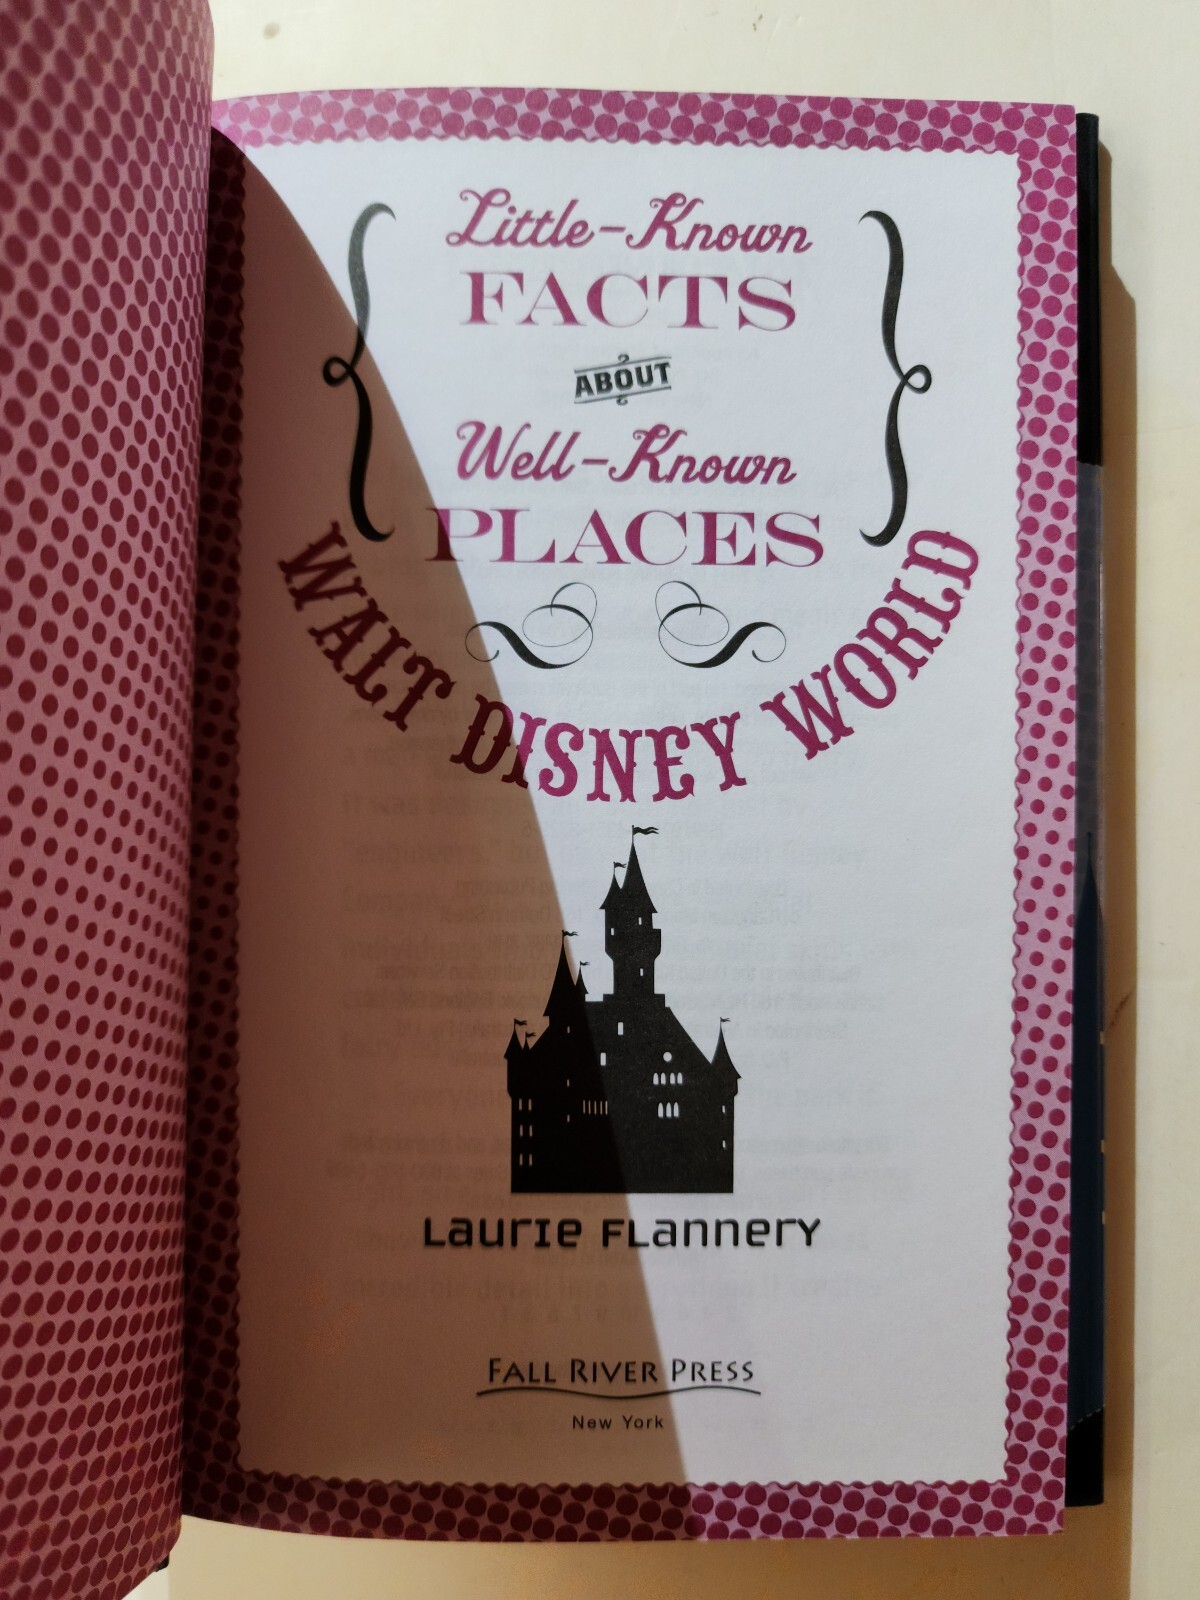 Little-Known
FACTS
ABOUT
Well-Known
PLACES
WALT DISNEY WORLD
Laurie Flannery
FALL RIVER PRESS
New York